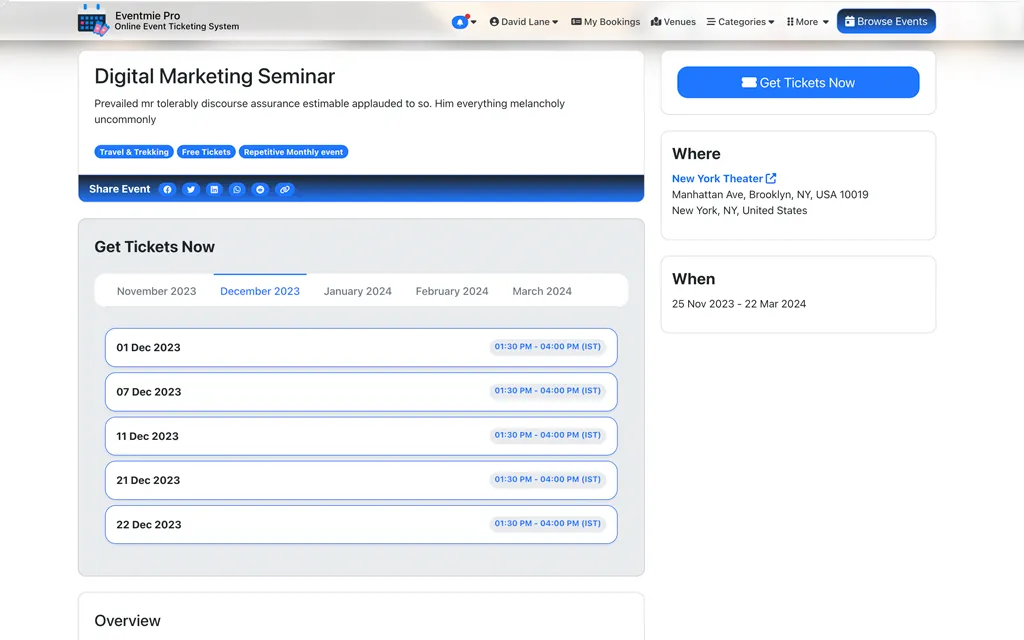 Eventmie Pro
Online Event Ticketing System
David Lane
My Bookings
Venues
Categories
More
Browse Events
Digital Marketing Seminar
Prevailed mr tolerably discourse assurance estimable applauded to so. Him everything melancholy
uncommonly
Travel & Trekking
Free Tickets
Repetitive Monthly event
Share Event
Get Tickets Now
November 2023
December 2023
January 2024
February 2024
March 2024
01 Dec 2023
01:30 PM - 04:00 PM (IST)
07 Dec 2023
01:30 PM - 04:00 PM (IST)
11 Dec 2023
01:30 PM - 04:00 PM (IST)
21 Dec 2023
01:30 PM - 04:00 PM (IST)
22 Dec 2023
01:30 PM - 04:00 PM (IST)
Overview
Get Tickets Now
Where
New York Theater
Manhattan Ave, Brooklyn, NY, USA 10019
New York, NY, United States
When
25 Nov 2023 - 22 Mar 2024